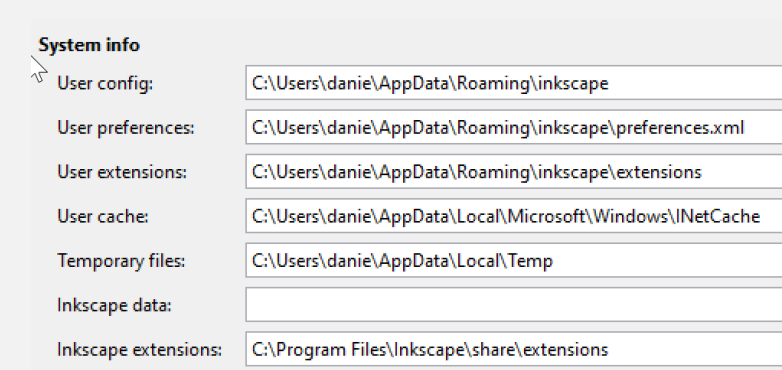 System info
User config: C:\Users\danie\AppData\Roaming\inkscape
User preferences: C:\Users\danie\AppData\Roaming\inkscape\preferences.xml
User extensions: C:\Users\danie\AppData\Roaming\inkscape\extensions
User cache: C:\Users\danie\AppData\Local\Microsoft\Windows\INetCache
Temporary files: C:\Users\danie\AppData\Local\Temp
Inkscape data:
Inkscape extensions: C:\Program Files\Inkscape\share\extensions